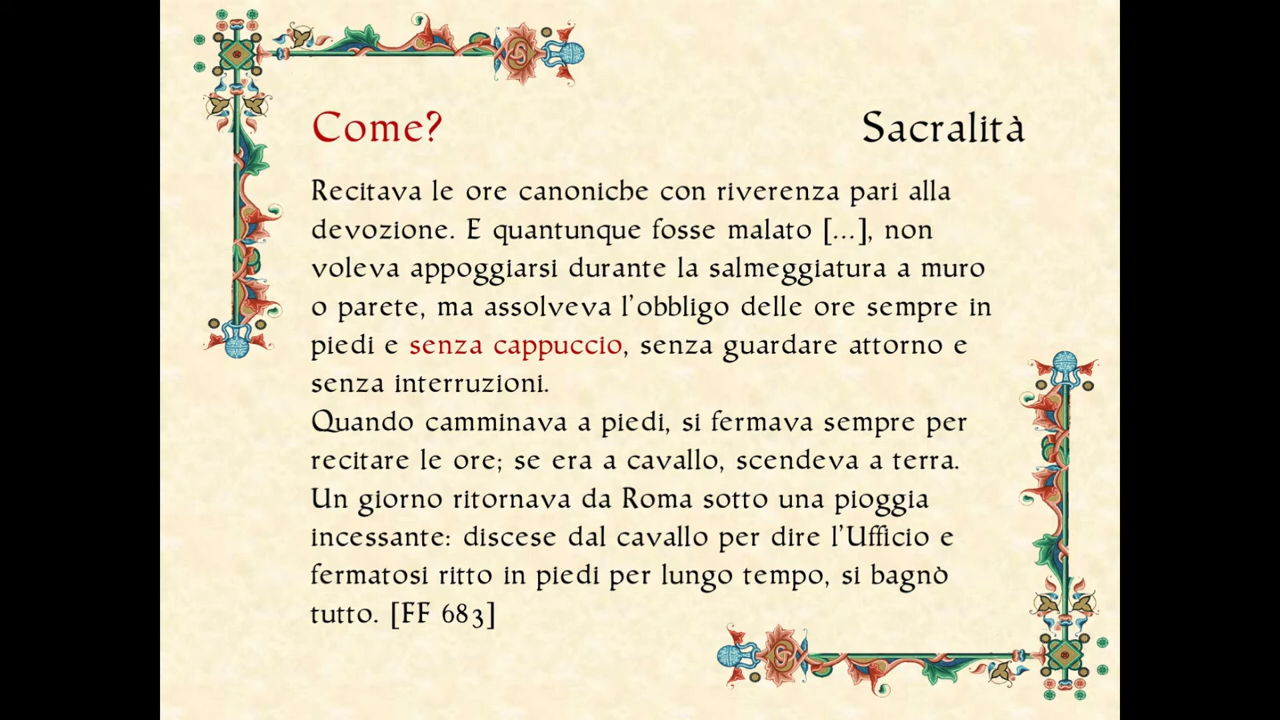 Come?
Sacralità
Recitava le ore canoniche con riverenza pari alla
devozione. E quantunque fosse malato [...], non
voleva appoggiarsi durante la salmeggiatura a muro
o parete, ma assolveva l'obbligo delle ore sempre in
piedi e senza cappuccio, senza guardare attorno e
senza interruzioni.
Quando camminava a piedi, si fermava sempre per
recitare le ore; se era a cavallo, scendeva a terra.
Un giorno ritornava da Roma sotto una pioggia
incessante: discese dal cavallo per dire l'Ufficio e
fermatosi ritto in piedi per lungo tempo, si bagnò
tutto. [FF 683]